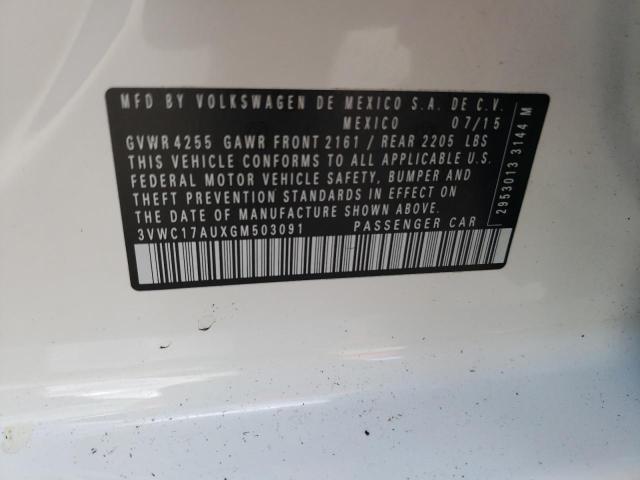 MFD BY VOLKSWAGEN DE MEXICO S.A. DE C.V.
MEXICO 07/15
GVWR 4255 GAWR FRONT 2161 / REAR 2205 LBS
THIS VEHICLE CONFORMS TO ALL APPLICABLE U.S.
FEDERAL MOTOR VEHICLE SAFETY, BUMPER AND
THEFT PREVENTION STANDARDS IN EFFECT ON
THE DATE OF MANUFACTURE SHOWN ABOVE.
3VWC17AUXGM503091 PASSENGER CAR
2953013 3144 M